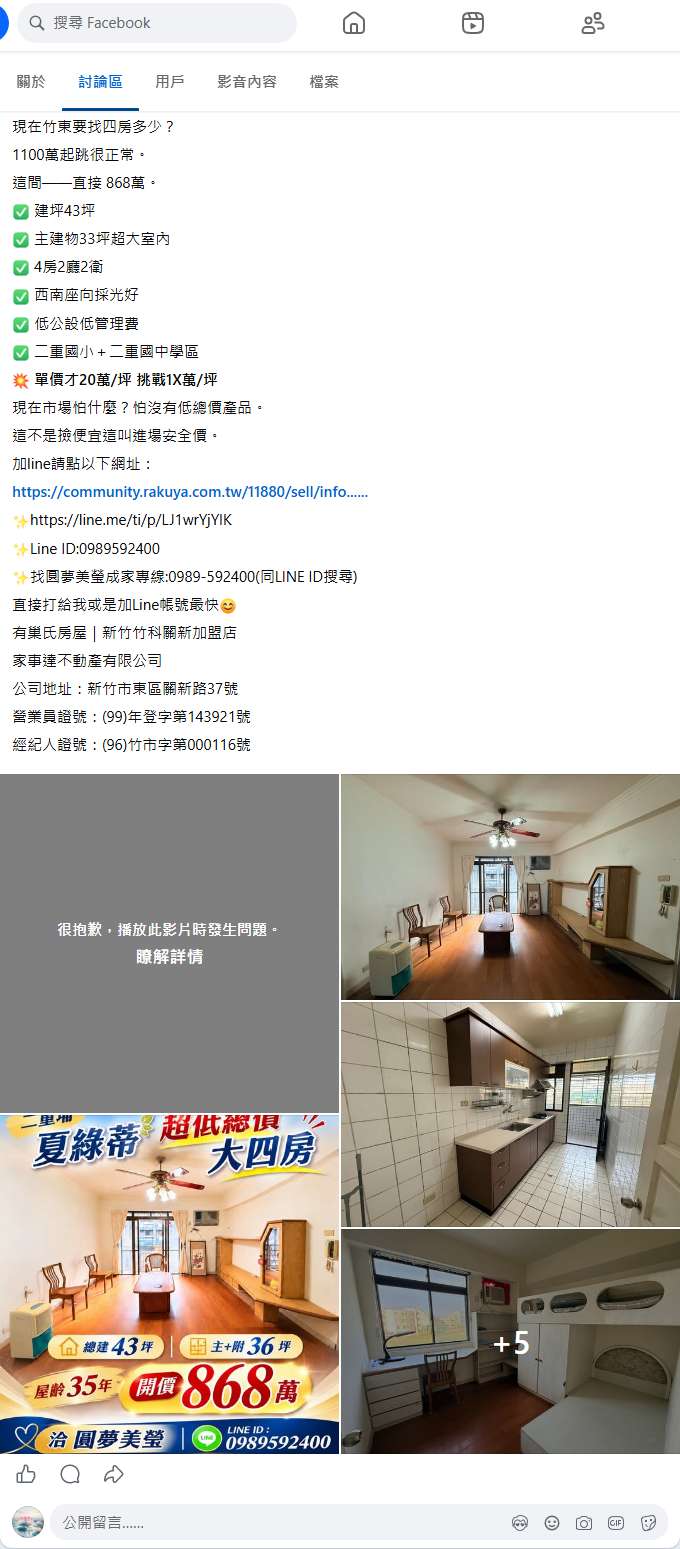 搜尋 Facebook
關於
討論區
用戶
影音內容
檔案
現在竹東要找四房多少？
1100萬起跳很正常。
這間——直接 868萬。
✅ 建坪43坪
✅ 主建物33坪超大室內
✅ 4房2廳2衛
✅ 西南座向採光好
✅ 低公設低管理費
✅ 二重國小＋二重國中學區
💥 單價才20萬/坪 挑戰1X萬/坪
現在市場怕什麼？怕沒有低總價產品。
這不是撿便宜這叫進場安全價。
加line請點以下網址：
https://community.rakuya.com.tw/11880/sell/info......
✨https://line.me/ti/p/LJ1wrYjYlK
✨Line ID:0989592400
✨找圓夢美瑩成家專線:0989-592400(同LINE ID搜尋)
直接打給我或是加Line帳號最快😊
有巢氏房屋｜新竹竹科關新加盟店
家事達不動產有限公司
公司地址：新竹市東區關新路37號
營業員證號：(99)年登字第143921號
經紀人證號：(96)竹市字第000116號
很抱歉，播放此影片時發生問題。
瞭解詳情
二重埔
夏綠蒂
超低總價
大四房
總建 43 坪
主+附 36 坪
屋齡 35 年
開價 868 萬
洽 圓夢美瑩
LINE
LINE ID :
0989592400
+5
公開留言......
GIF